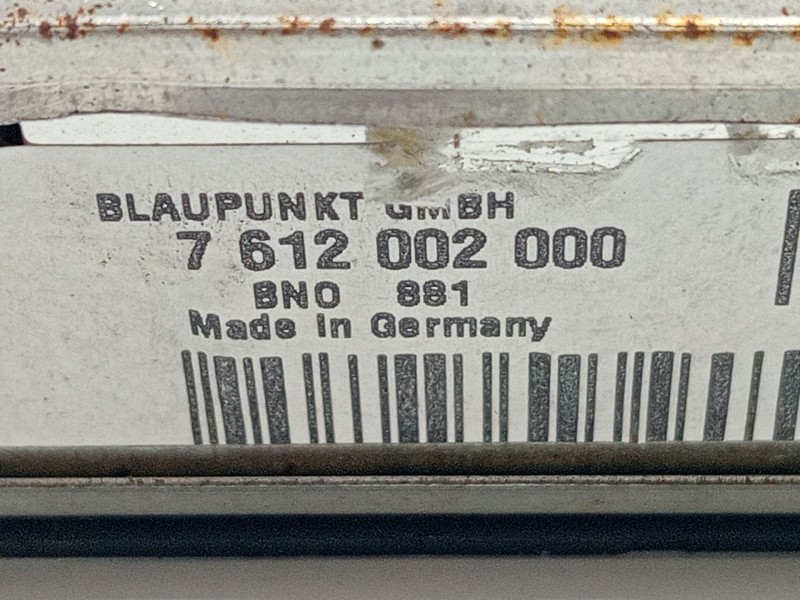 BLAUPUNKT GMBH
7 612 002 000
BNO 881
Made in Germany